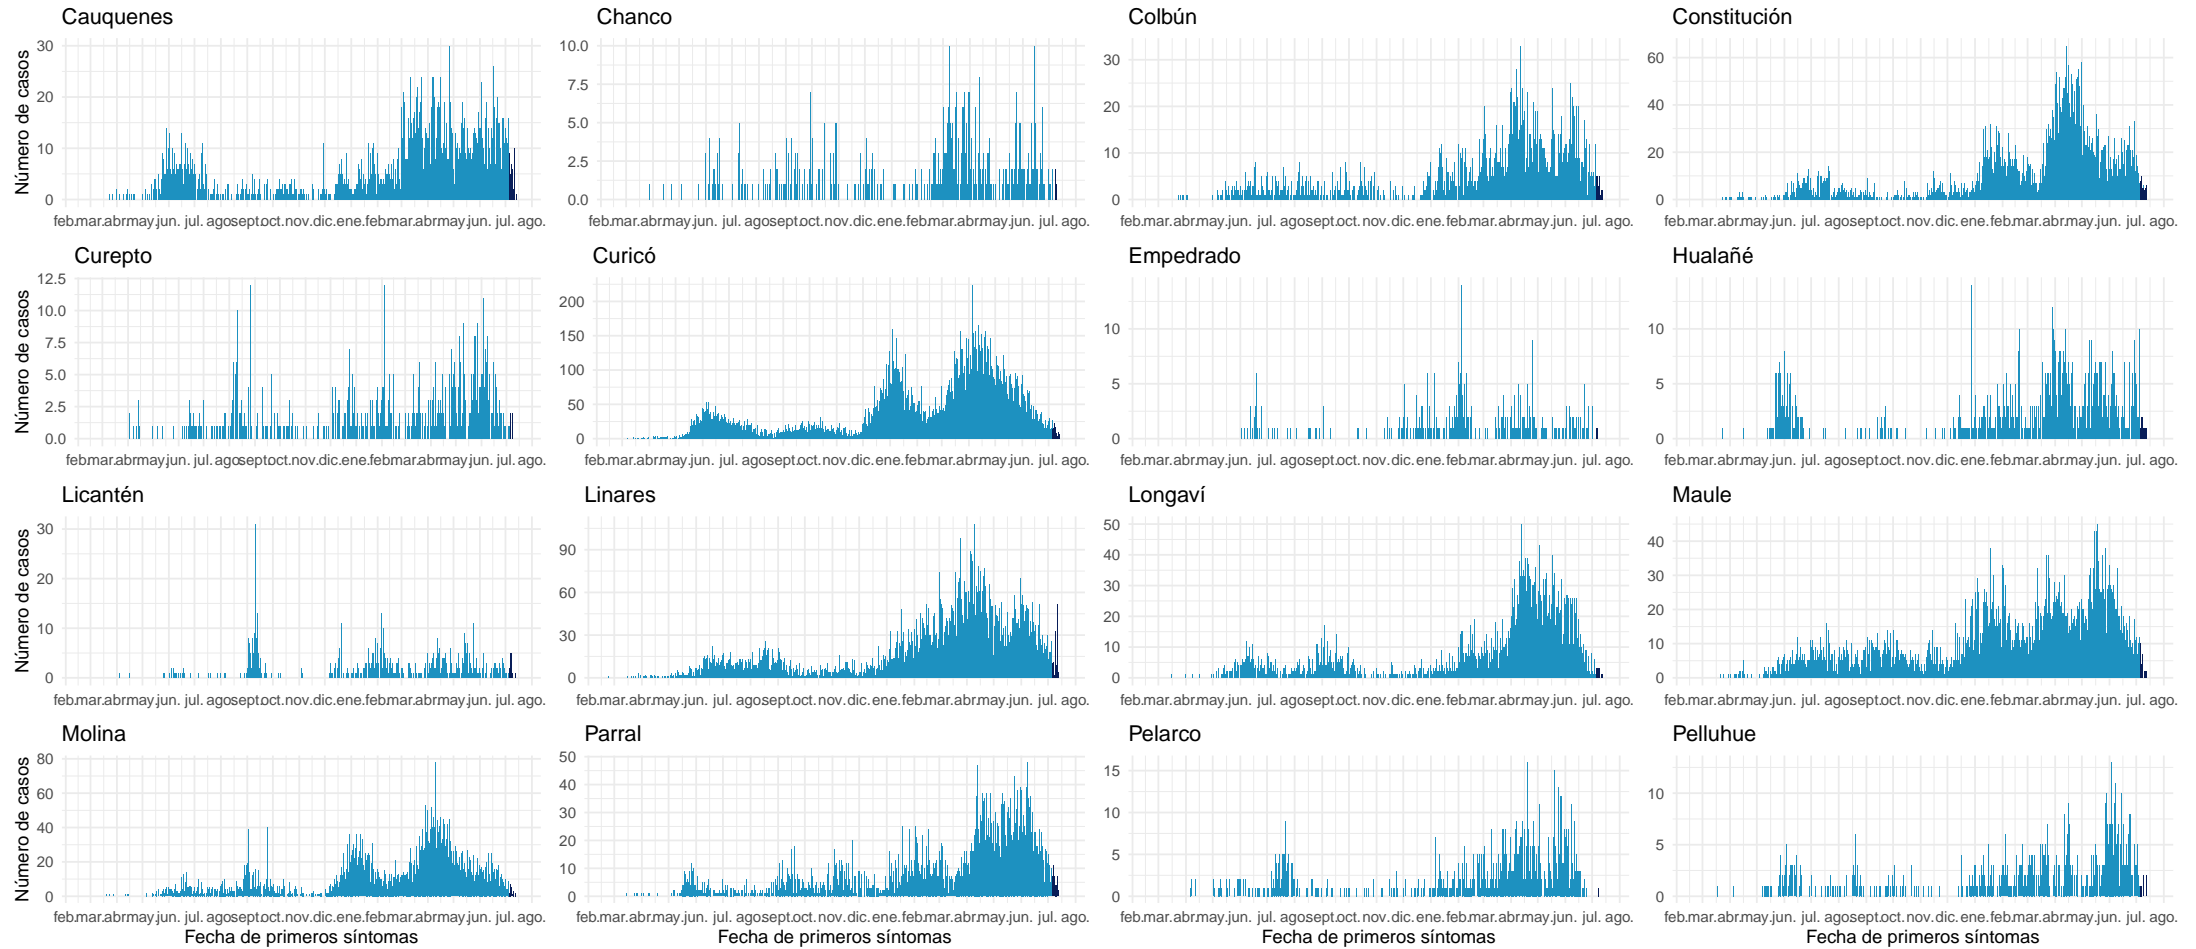 Cauquenes Chanco Colbún Constitución
Número de casos
30
20
10
0
10.0
7.5
5.0
2.5
0.0
30
20
10
0
60
40
20
0
feb.mar.abr.may.jun. jul. ago.sept.oct.nov.dic.ene.feb.mar.abr.may.jun. jul. ago.
feb.mar.abr.may.jun. jul. ago.sept.oct.nov.dic.ene.feb.mar.abr.may.jun. jul. ago.
feb.mar.abr.may.jun. jul. ago.sept.oct.nov.dic.ene.feb.mar.abr.may.jun. jul. ago.
feb.mar.abr.may.jun. jul. ago.sept.oct.nov.dic.ene.feb.mar.abr.may.jun. jul. ago.
Curepto Curicó Empedrado Hualañé
Número de casos
12.5
10.0
7.5
5.0
2.5
0.0
200
150
100
50
0
10
5
0
10
5
0
feb.mar.abr.may.jun. jul. ago.sept.oct.nov.dic.ene.feb.mar.abr.may.jun. jul. ago.
feb.mar.abr.may.jun. jul. ago.sept.oct.nov.dic.ene.feb.mar.abr.may.jun. jul. ago.
feb.mar.abr.may.jun. jul. ago.sept.oct.nov.dic.ene.feb.mar.abr.may.jun. jul. ago.
feb.mar.abr.may.jun. jul. ago.sept.oct.nov.dic.ene.feb.mar.abr.may.jun. jul. ago.
Licantén Linares Longaví Maule
Número de casos
30
20
10
0
90
60
30
0
50
40
30
20
10
0
40
30
20
10
0
feb.mar.abr.may.jun. jul. ago.sept.oct.nov.dic.ene.feb.mar.abr.may.jun. jul. ago.
feb.mar.abr.may.jun. jul. ago.sept.oct.nov.dic.ene.feb.mar.abr.may.jun. jul. ago.
feb.mar.abr.may.jun. jul. ago.sept.oct.nov.dic.ene.feb.mar.abr.may.jun. jul. ago.
feb.mar.abr.may.jun. jul. ago.sept.oct.nov.dic.ene.feb.mar.abr.may.jun. jul. ago.
Molina Parral Pelarco Pelluhue
Número de casos
80
60
40
20
0
50
40
30
20
10
0
15
10
5
0
10
5
0
feb.mar.abr.may.jun. jul. ago.sept.oct.nov.dic.ene.feb.mar.abr.may.jun. jul. ago.
feb.mar.abr.may.jun. jul. ago.sept.oct.nov.dic.ene.feb.mar.abr.may.jun. jul. ago.
feb.mar.abr.may.jun. jul. ago.sept.oct.nov.dic.ene.feb.mar.abr.may.jun. jul. ago.
feb.mar.abr.may.jun. jul. ago.sept.oct.nov.dic.ene.feb.mar.abr.may.jun. jul. ago.
Fecha de primeros síntomas Fecha de primeros síntomas Fecha de primeros síntomas Fecha de primeros síntomas